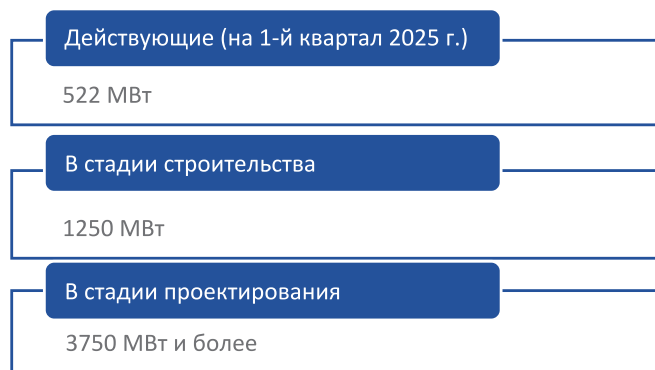 Действующие (на 1-й квартал 2025 г.)
522 МВт
В стадии строительства
1250 МВт
В стадии проектирования
3750 МВт и более